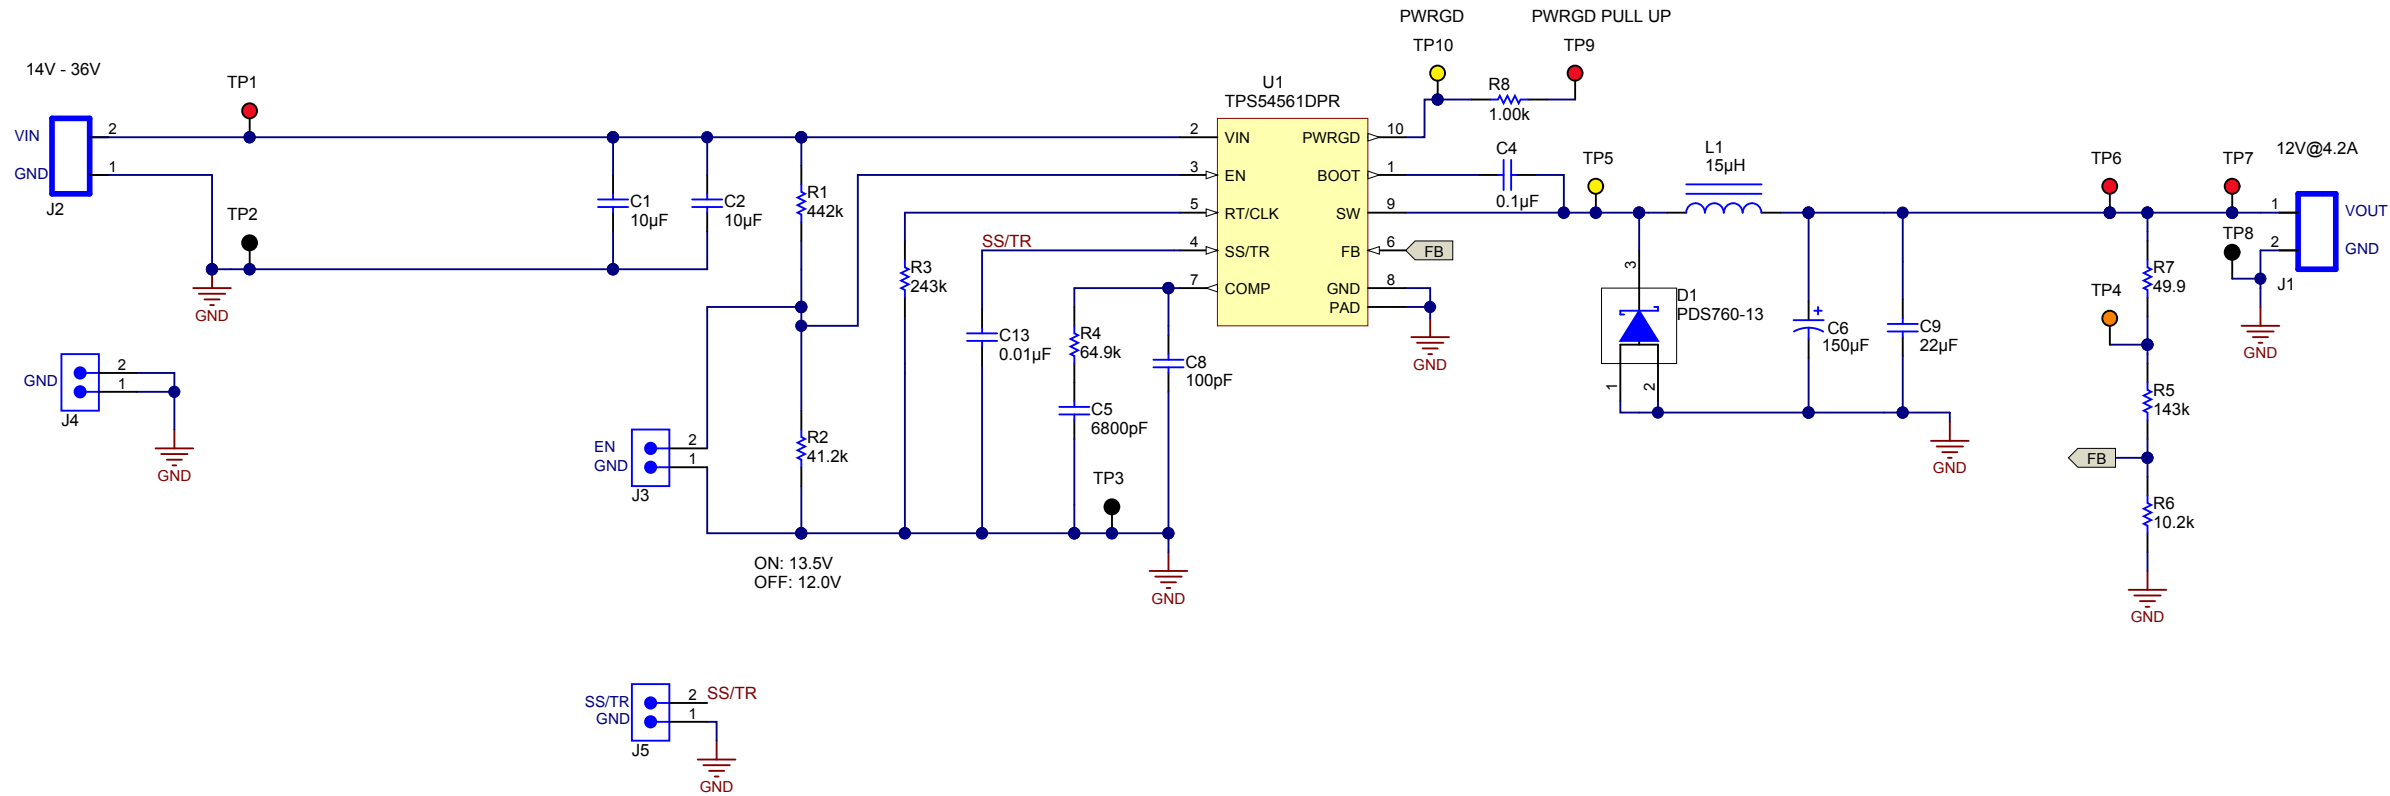 PWRGD
PWRGD PULL UP
TP10
TP9
14V - 36V
TP1
U1
TPS54561DPR
R8
1.00k
VIN
2
GND
1
J2
TP2
GND
C1
10µF
C2
10µF
R1
442k
2
VIN
3
EN
5
RT/CLK
4
SS/TR
7
COMP
PWRGD
10
BOOT
1
SW
9
FB
6
FB
GND
8
PAD
GND
C4
0.1µF
TP5
L1
15µH
TP6
TP7
12V@4.2A
1
VOUT
2
GND
J1
TP8
GND
SS/TR
R3
243k
C13
0.01µF
R4
64.9k
C5
6800pF
C8
100pF
3
D1
PDS760-13
1
2
C6
150µF
C9
22µF
GND
R7
49.9
TP4
R5
143k
FB
R6
10.2k
GND
GND
2
1
J4
GND
EN
2
GND
1
J3
R2
41.2k
TP3
GND
ON: 13.5V
OFF: 12.0V
SS/TR
2
SS/TR
GND
1
J5
GND